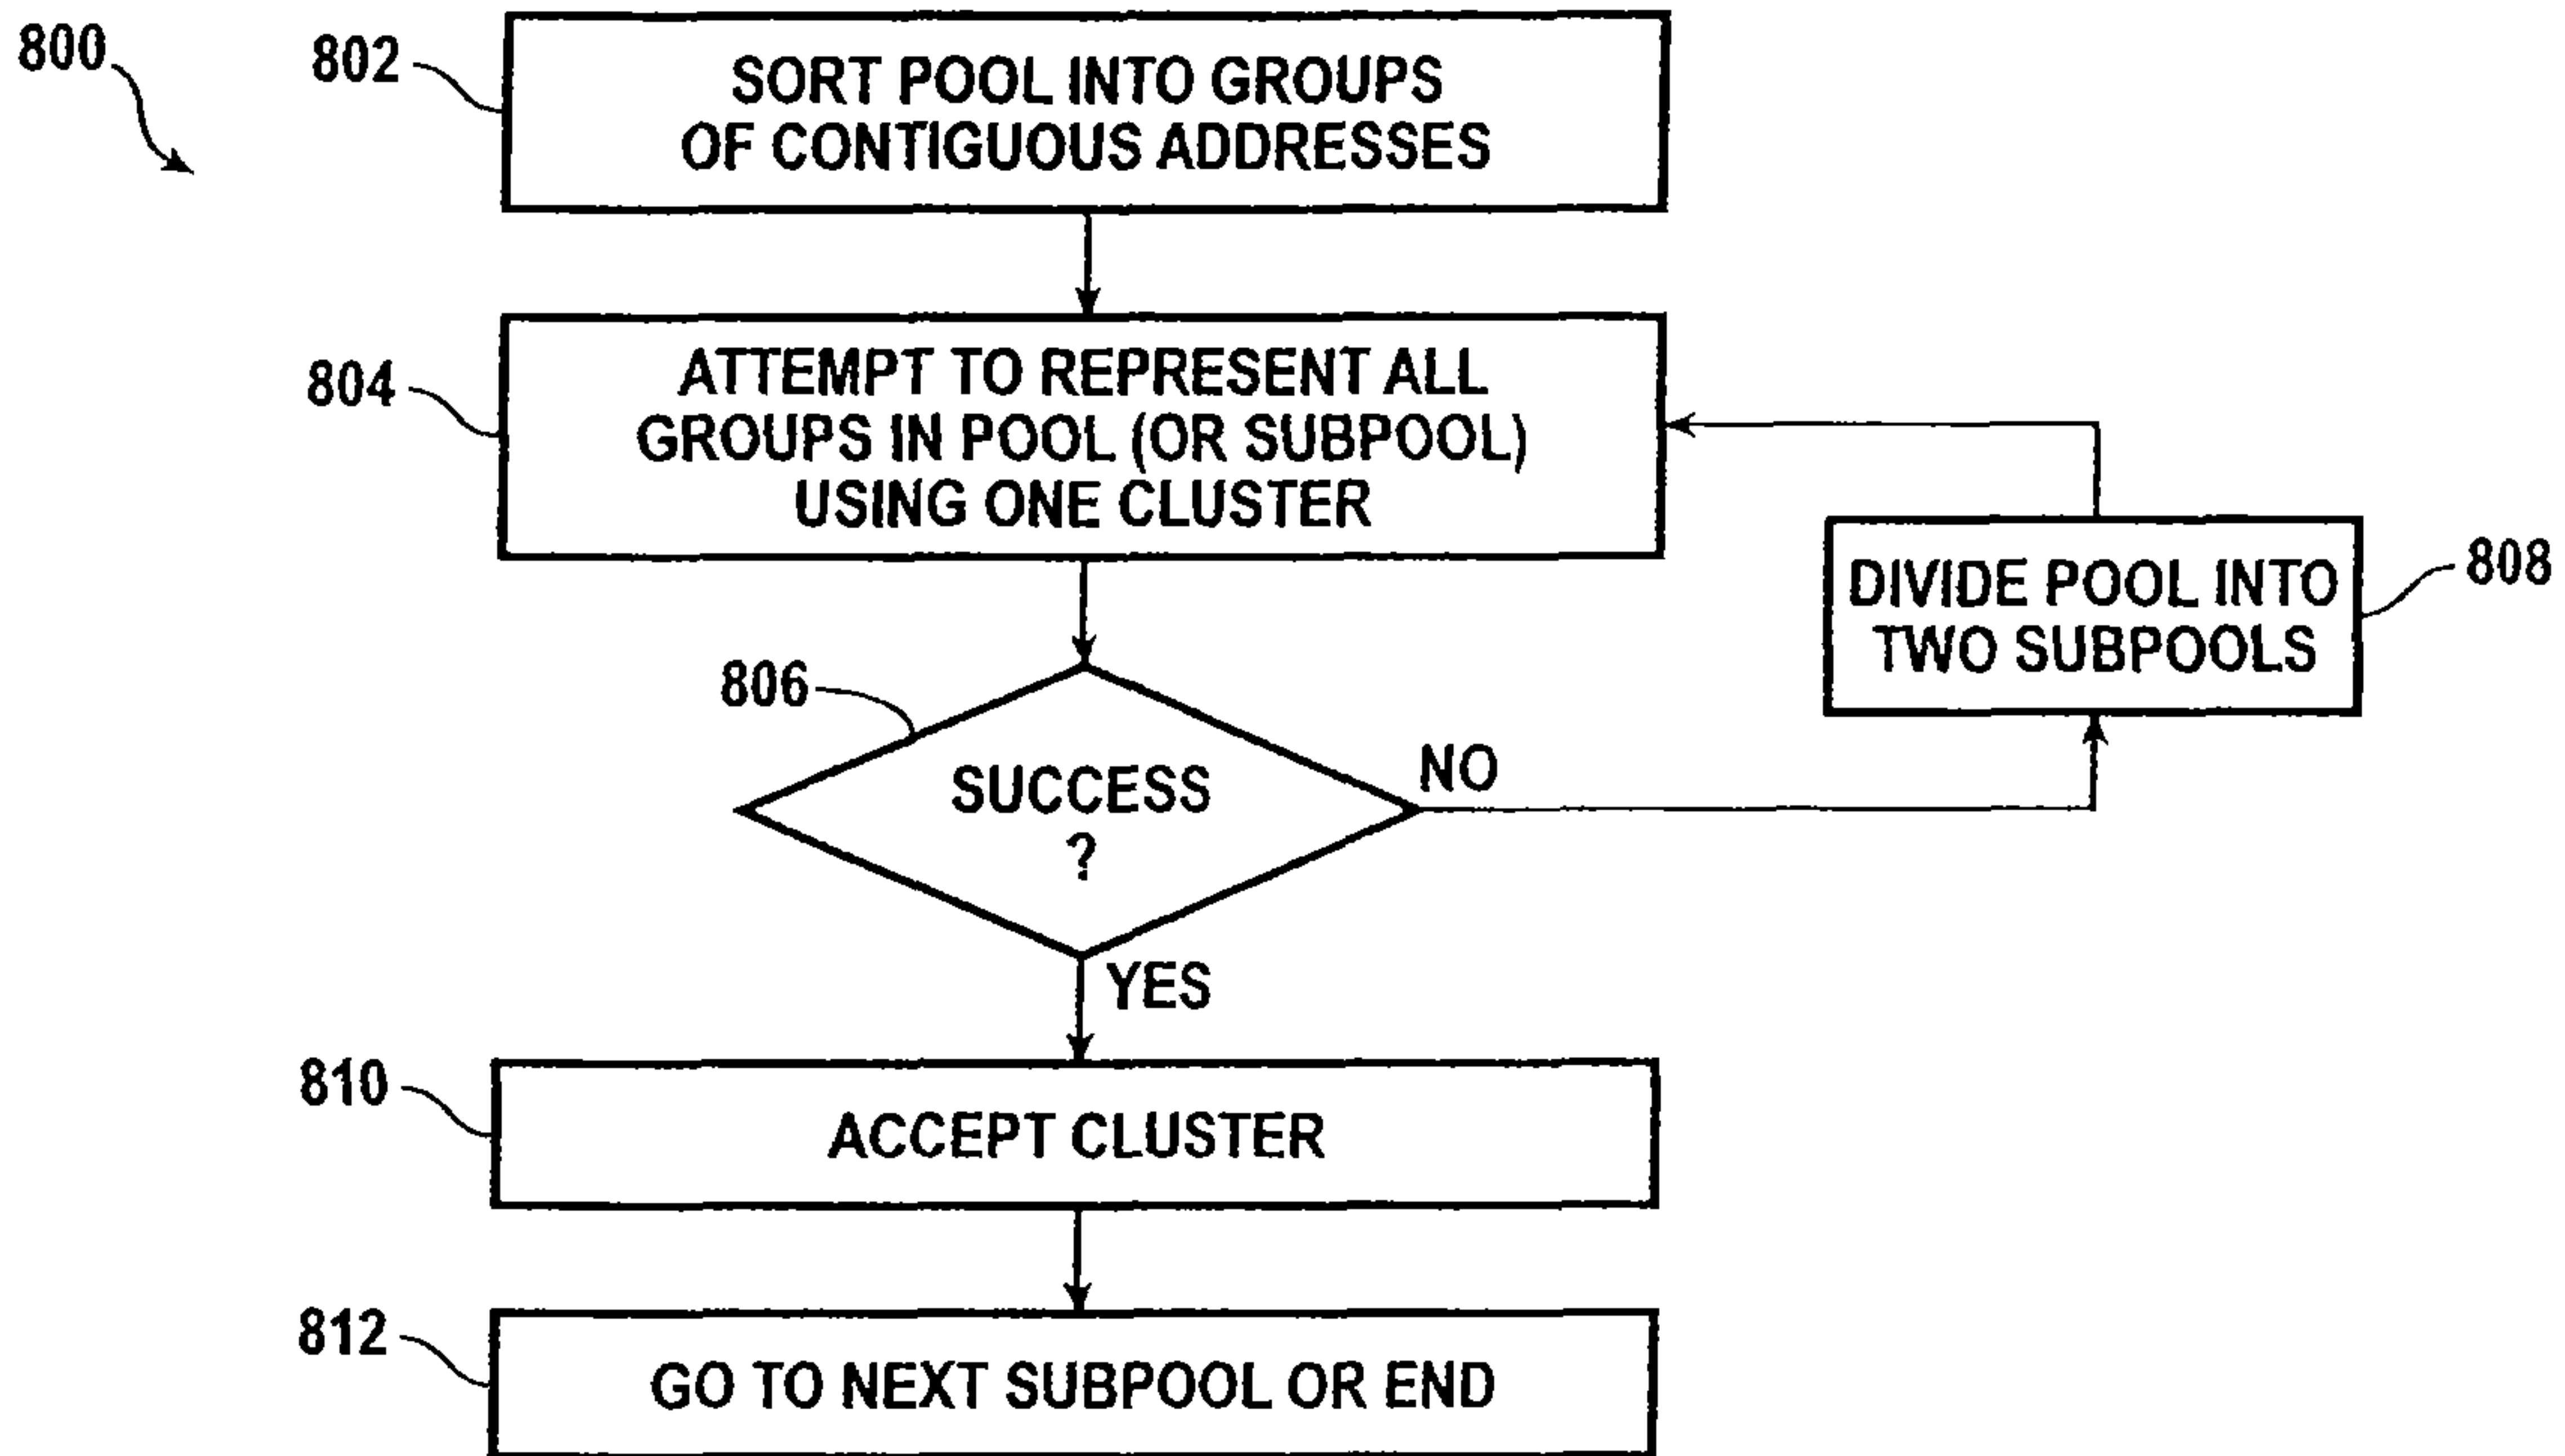 800
802
SORT POOL INTO GROUPS
OF CONTIGUOUS ADDRESSES
804
ATTEMPT TO REPRESENT ALL
GROUPS IN POOL (OR SUBPOOL)
USING ONE CLUSTER
808
DIVIDE POOL INTO
TWO SUBPOOLS
806
SUCCESS
?
NO
YES
810
ACCEPT CLUSTER
812
GO TO NEXT SUBPOOL OR END